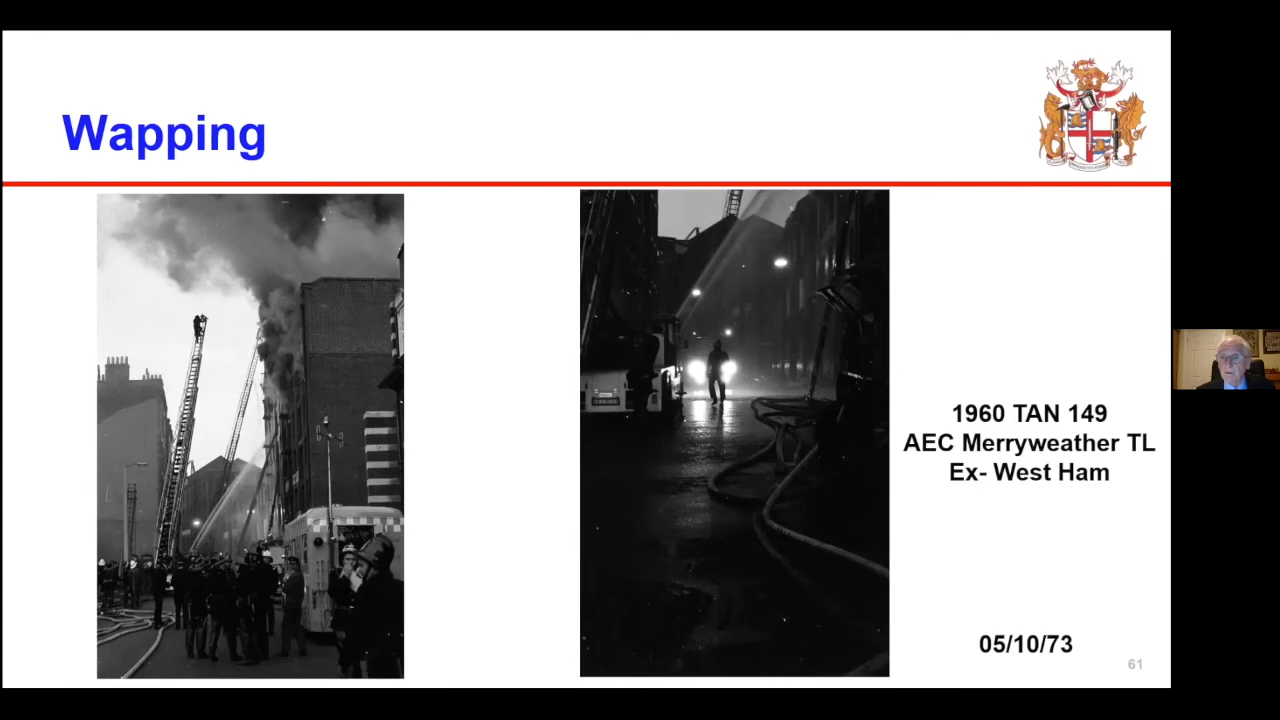 Wapping
1960 TAN 149
AEC Merryweather TL
Ex- West Ham
05/10/73
61